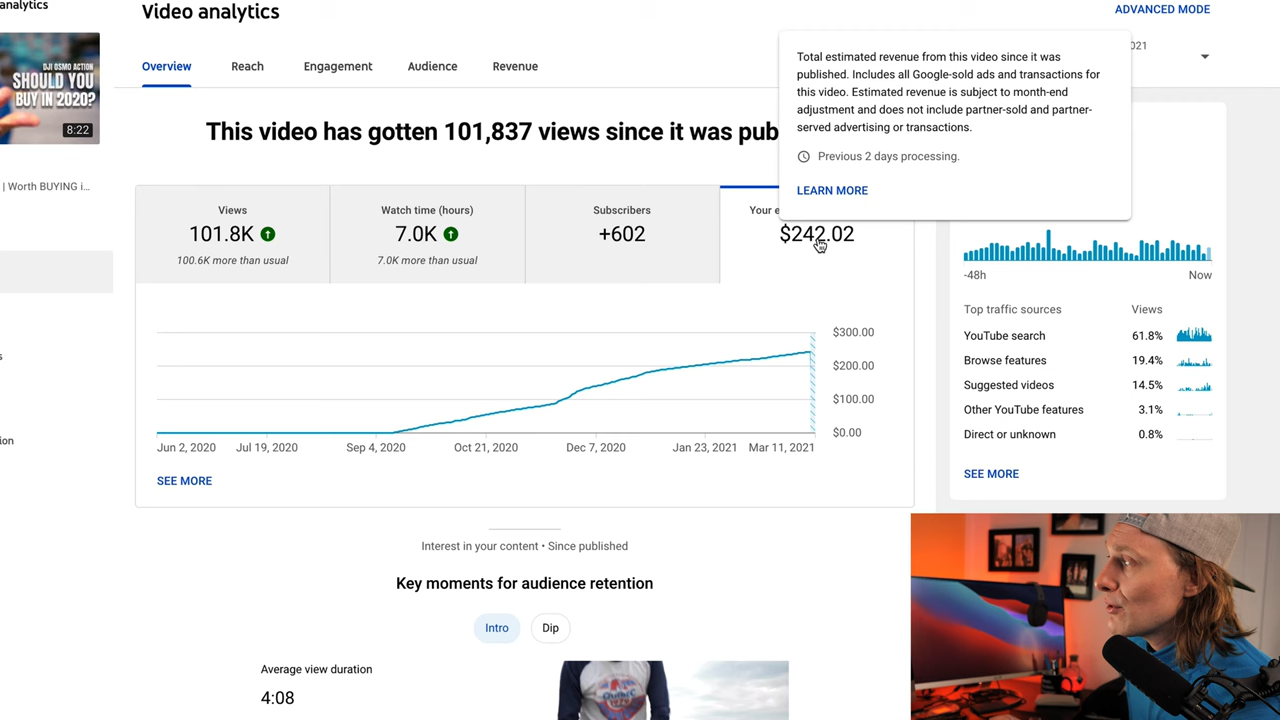 analytics
Video analytics
ADVANCED MODE
2021
DJI OSMO ACTION
SHOULD YOU
BUY IN 2020?
8:22
Overview
Reach
Engagement
Audience
Revenue
Total estimated revenue from this video since it was
published. Includes all Google-sold ads and transactions for
this video. Estimated revenue is subject to month-end
adjustment and does not include partner-sold and partner-
served advertising or transactions.
Previous 2 days processing.
LEARN MORE
This video has gotten 101,837 views since it was pub
| Worth BUYING i...
Views
101.8K
100.6K more than usual
Watch time (hours)
7.0K
7.0K more than usual
Subscribers
+602
Your e
$242.02
$300.00
$200.00
$100.00
$0.00
Jun 2, 2020
Jul 19, 2020
Sep 4, 2020
Oct 21, 2020
Dec 7, 2020
Jan 23, 2021
Mar 11, 2021
SEE MORE
-48h
Now
Top traffic sources
Views
YouTube search
61.8%
Browse features
19.4%
Suggested videos
14.5%
Other YouTube features
3.1%
Direct or unknown
0.8%
SEE MORE
s
ion
Interest in your content • Since published
Key moments for audience retention
Intro
Dip
Average view duration
4:08